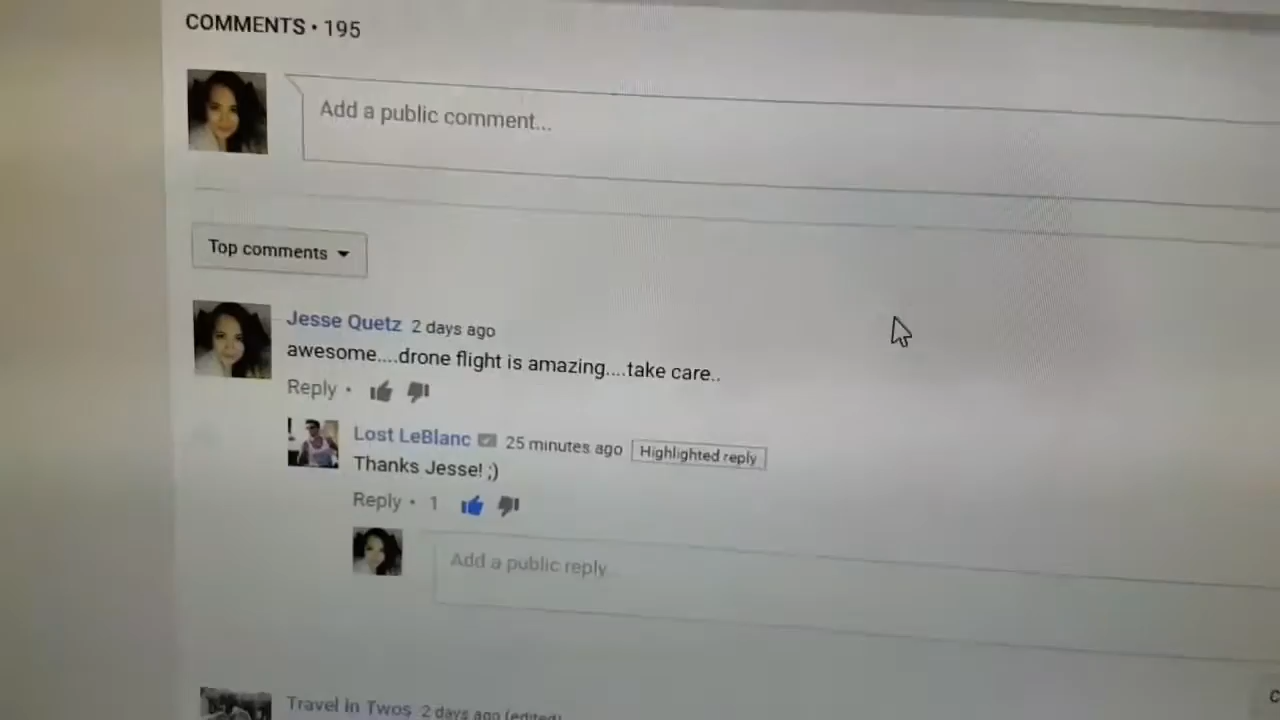 COMMENTS • 195
Add a public comment...
Top comments
Jesse Quetz 2 days ago
awesome....drone flight is amazing....take care..
Reply •
Lost LeBlanc 25 minutes ago Highlighted reply
Thanks Jesse! ;)
Reply • 1
Add a public reply
Travel in Twos 2 days ago (edited)